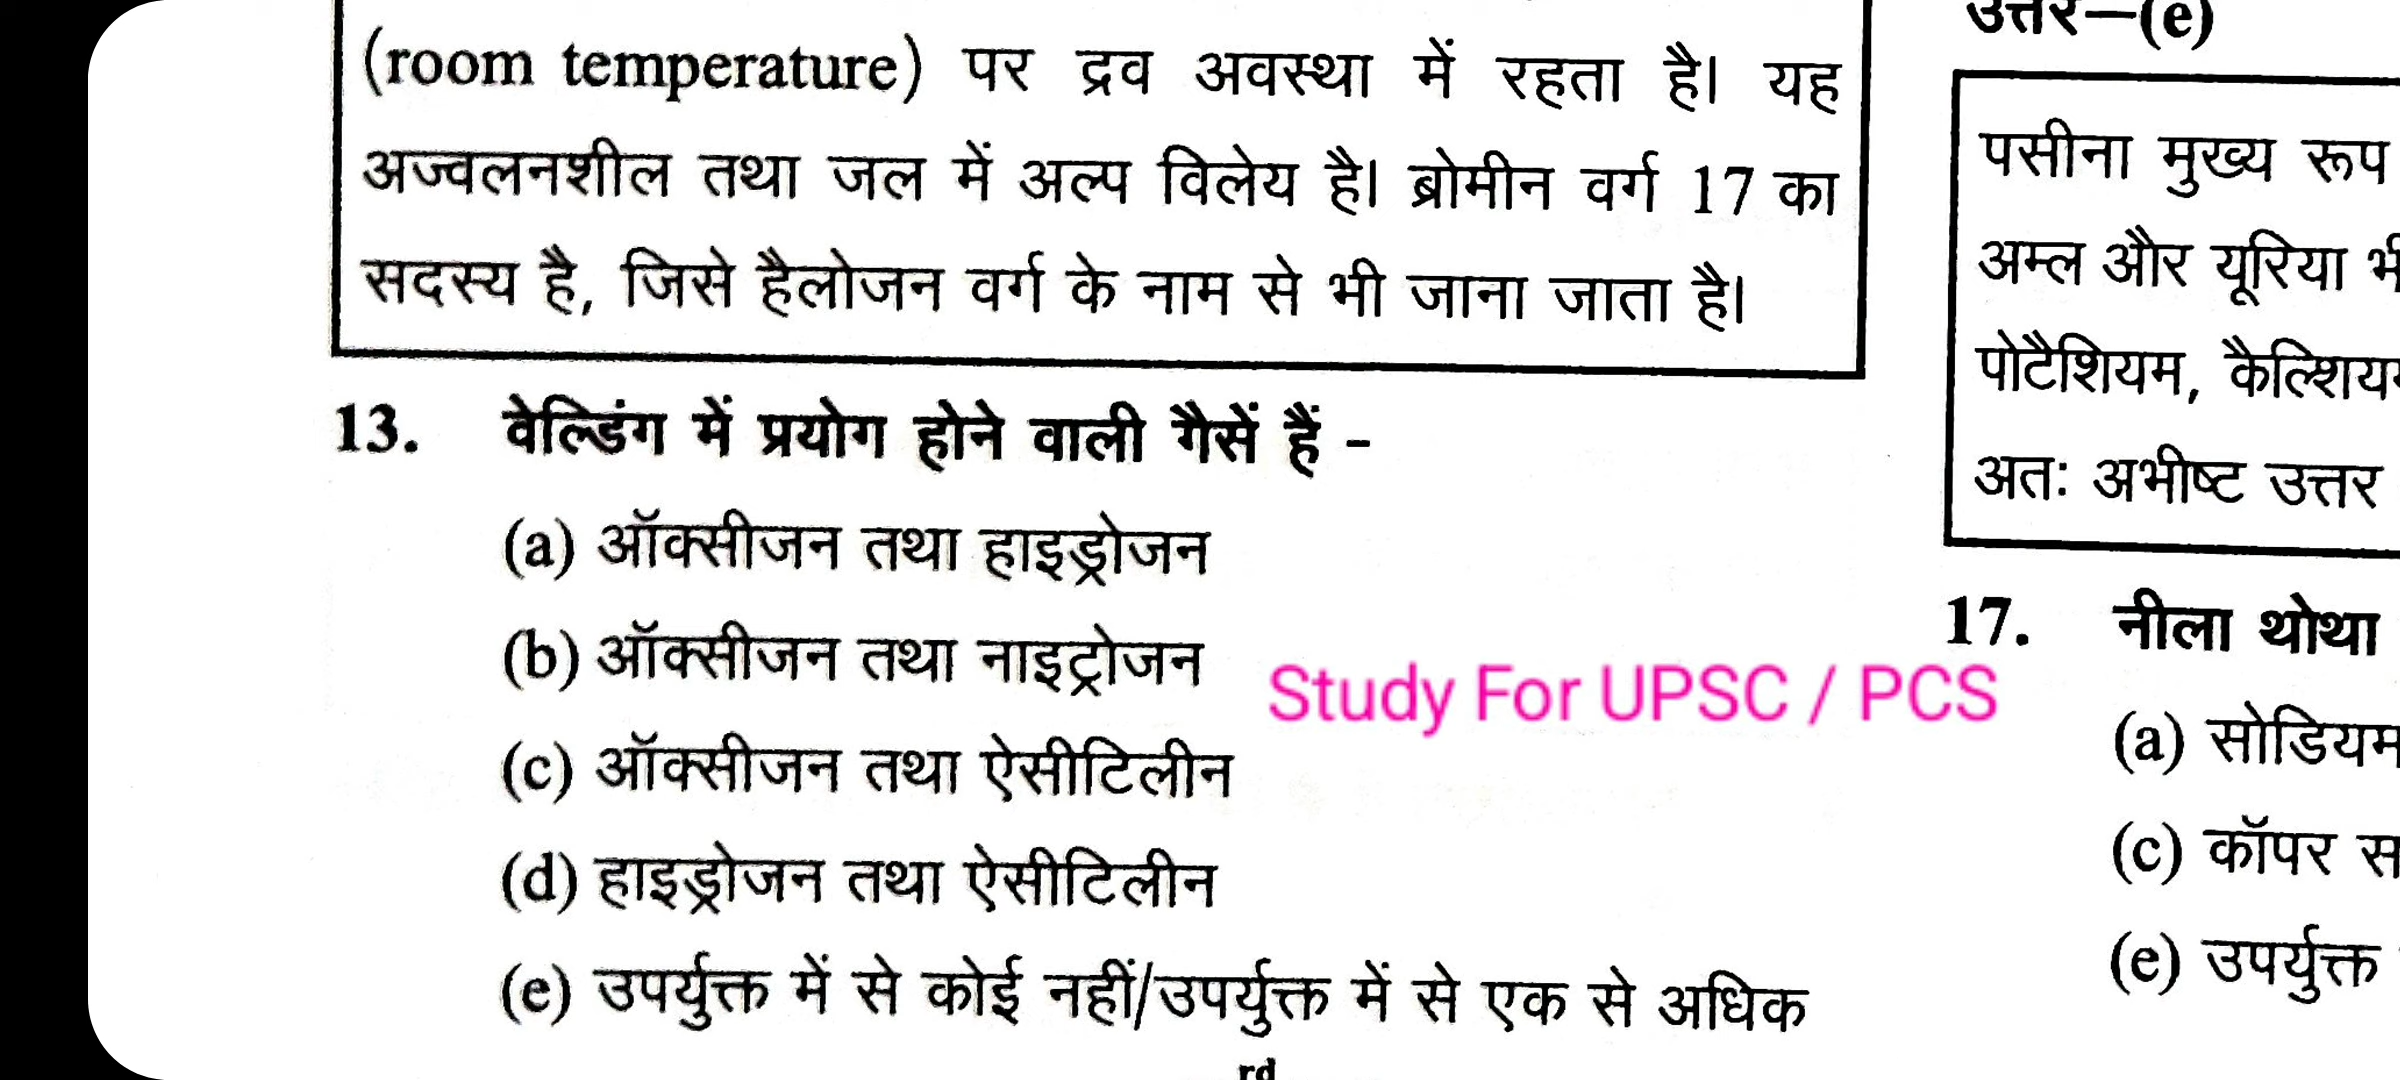 (room temperature) पर द्रव अवस्था में रहता है। यह
अज्वलनशील तथा जल में अल्प विलेय है। ब्रोमीन वर्ग 17 का
सदस्य है, जिसे हैलोजन वर्ग के नाम से भी जाना जाता है।
13. वेल्डिंग में प्रयोग होने वाली गैसें हैं -
(a) ऑक्सीजन तथा हाइड्रोजन
(b) ऑक्सीजन तथा नाइट्रोजन
(c) ऑक्सीजन तथा ऐसीटिलीन
(d) हाइड्रोजन तथा ऐसीटिलीन
(e) उपर्युक्त में से कोई नहीं/उपर्युक्त में से एक से अधिक
rd
Study For UPSC / PCS
उत्तर—(e)
पसीना मुख्य रूप
अम्ल और यूरिया
पोटैशियम,
अतः अभीष्ट उत्तर
17. नीला थोथा
(a) सोडियम
(c) कॉपर
(e) उपर्युक्त